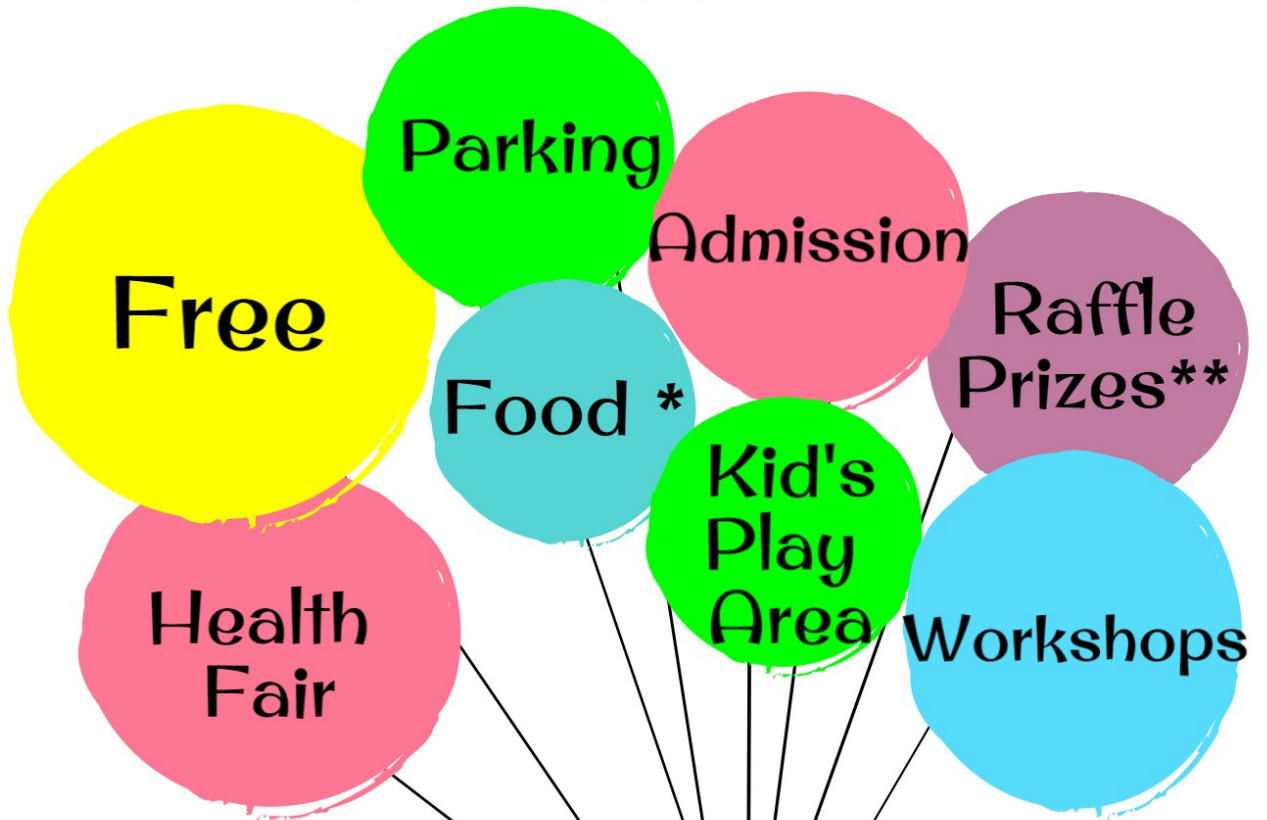 Free
Parking
Admission
Raffle
Prizes**
Food *
Kid's
Play
Area
Health
Fair
Workshops